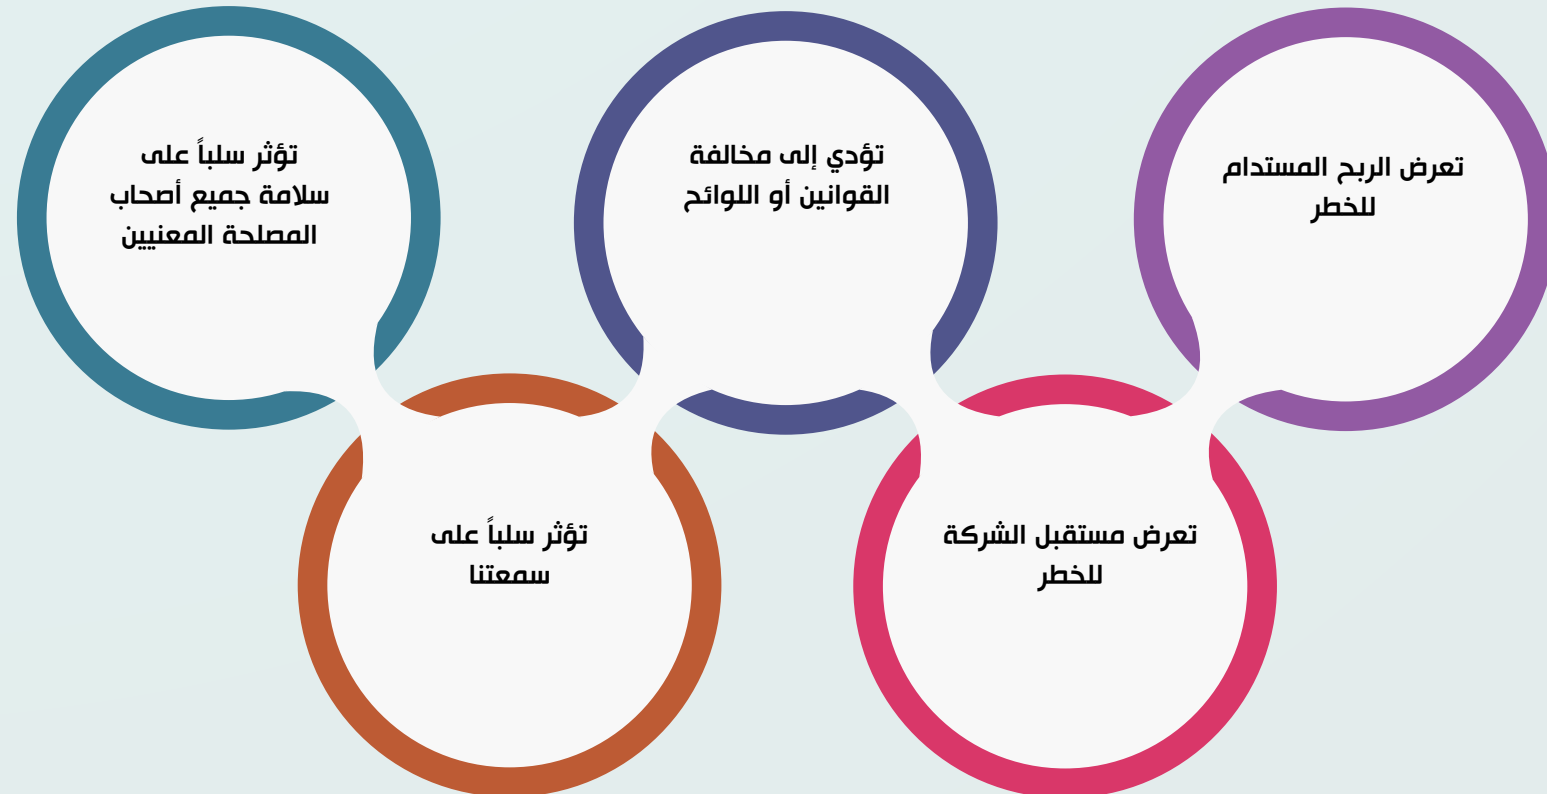 تعرض الربح المستدام
للخطر
تعرض مستقبل الشركة
للخطر
تؤدي إلى مخالفة
القوانين أو اللوائح
تؤثر سلباً على
سمعتنا
تؤثر سلباً على
سلامة جميع أصحاب
المصلحة المعنيين